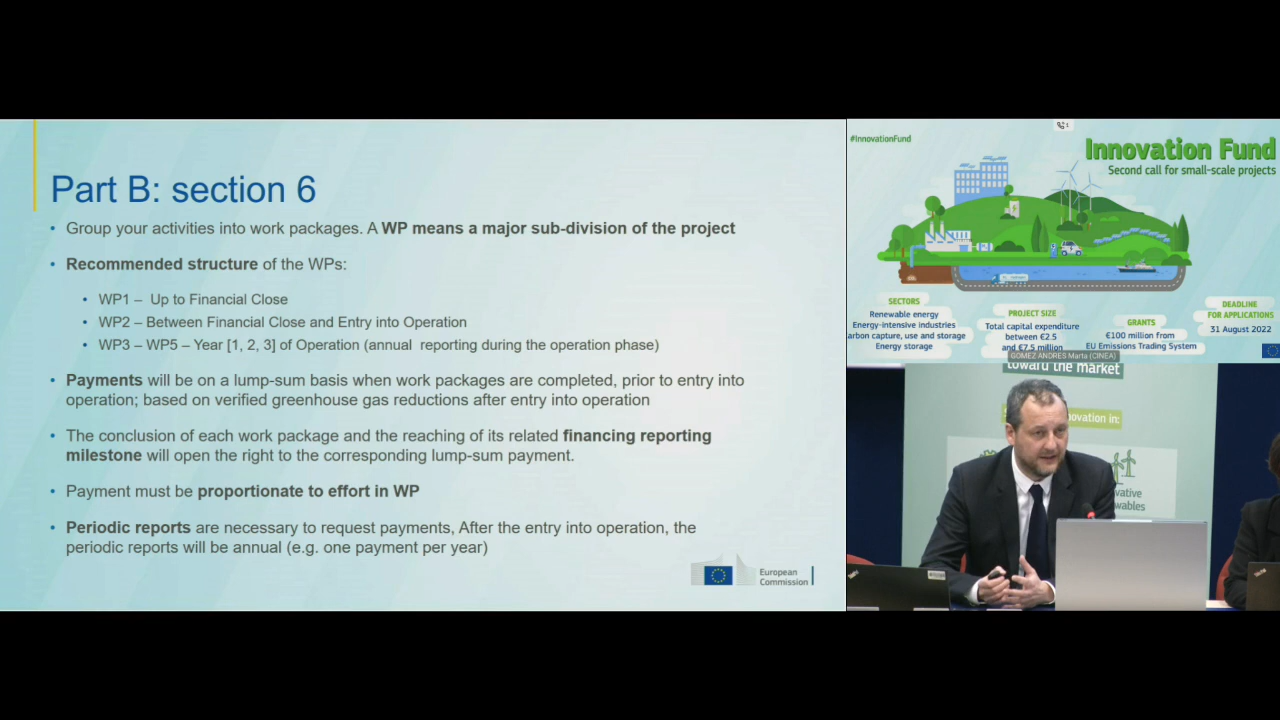 Part B: section 6
• Group your activities into work packages. A WP means a major sub-division of the project
• Recommended structure of the WPs:
• WP1 – Up to Financial Close
• WP2 – Between Financial Close and Entry into Operation
• WP3 – WP5 – Year [1, 2, 3] of Operation (annual reporting during the operation phase)
• Payments will be on a lump-sum basis when work packages are completed, prior to entry into
operation; based on verified greenhouse gas reductions after entry into operation
• The conclusion of each work package and the reaching of its related financing reporting
milestone will open the right to the corresponding lump-sum payment.
• Payment must be proportionate to effort in WP
• Periodic reports are necessary to request payments, After the entry into operation, the
periodic reports will be annual (e.g. one payment per year)
European
Commission
#InnovationFund
Innovation Fund
Second call for small-scale projects
SECTORS
Renewable energy
Energy-intensive industries
arbon capture, use and storage
Energy storage
PROJECT SIZE
Total capital expenditure
between €2.5
and €7.5 million
GRANTS
€100 million from
EU Emissions Trading System
DEADLINE
FOR APPLICATIONS
31 August 2022
GOMEZ ANDRES Marta (CINEA)
toward the market
ovation in:
vative
wables